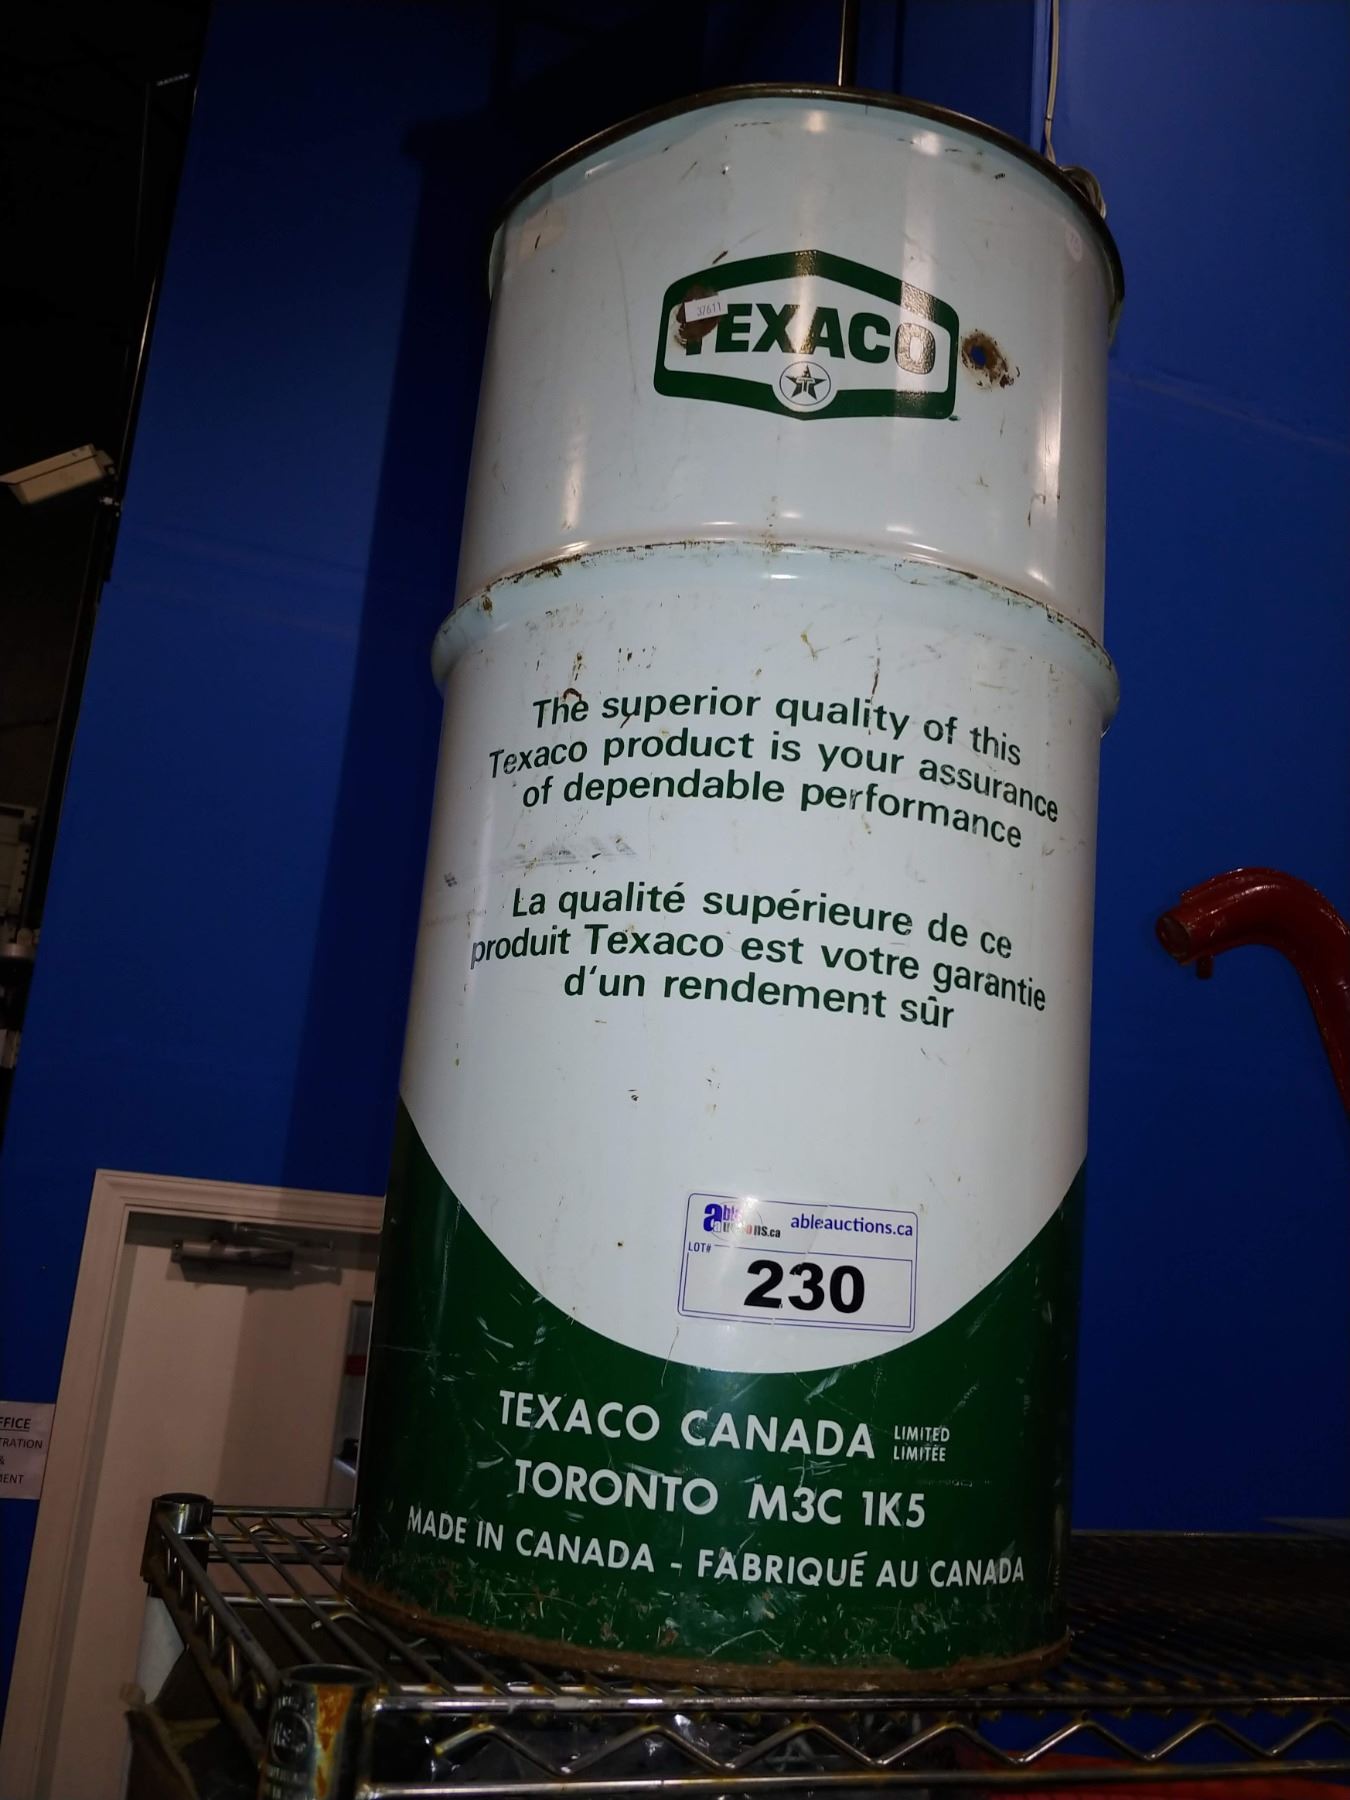 TEXACO
37611
T
The superior quality of this
Texaco product is your assurance
of dependable performance
La qualité supérieure de ce
produit Texaco est votre garantie
d'un rendement sûr
ableauctions.ca
LOT#
230
TEXACO CANADA LIMITED
LIMITÉE
TORONTO M3C 1K5
MADE IN CANADA - FABRIQUÉ AU CANADA